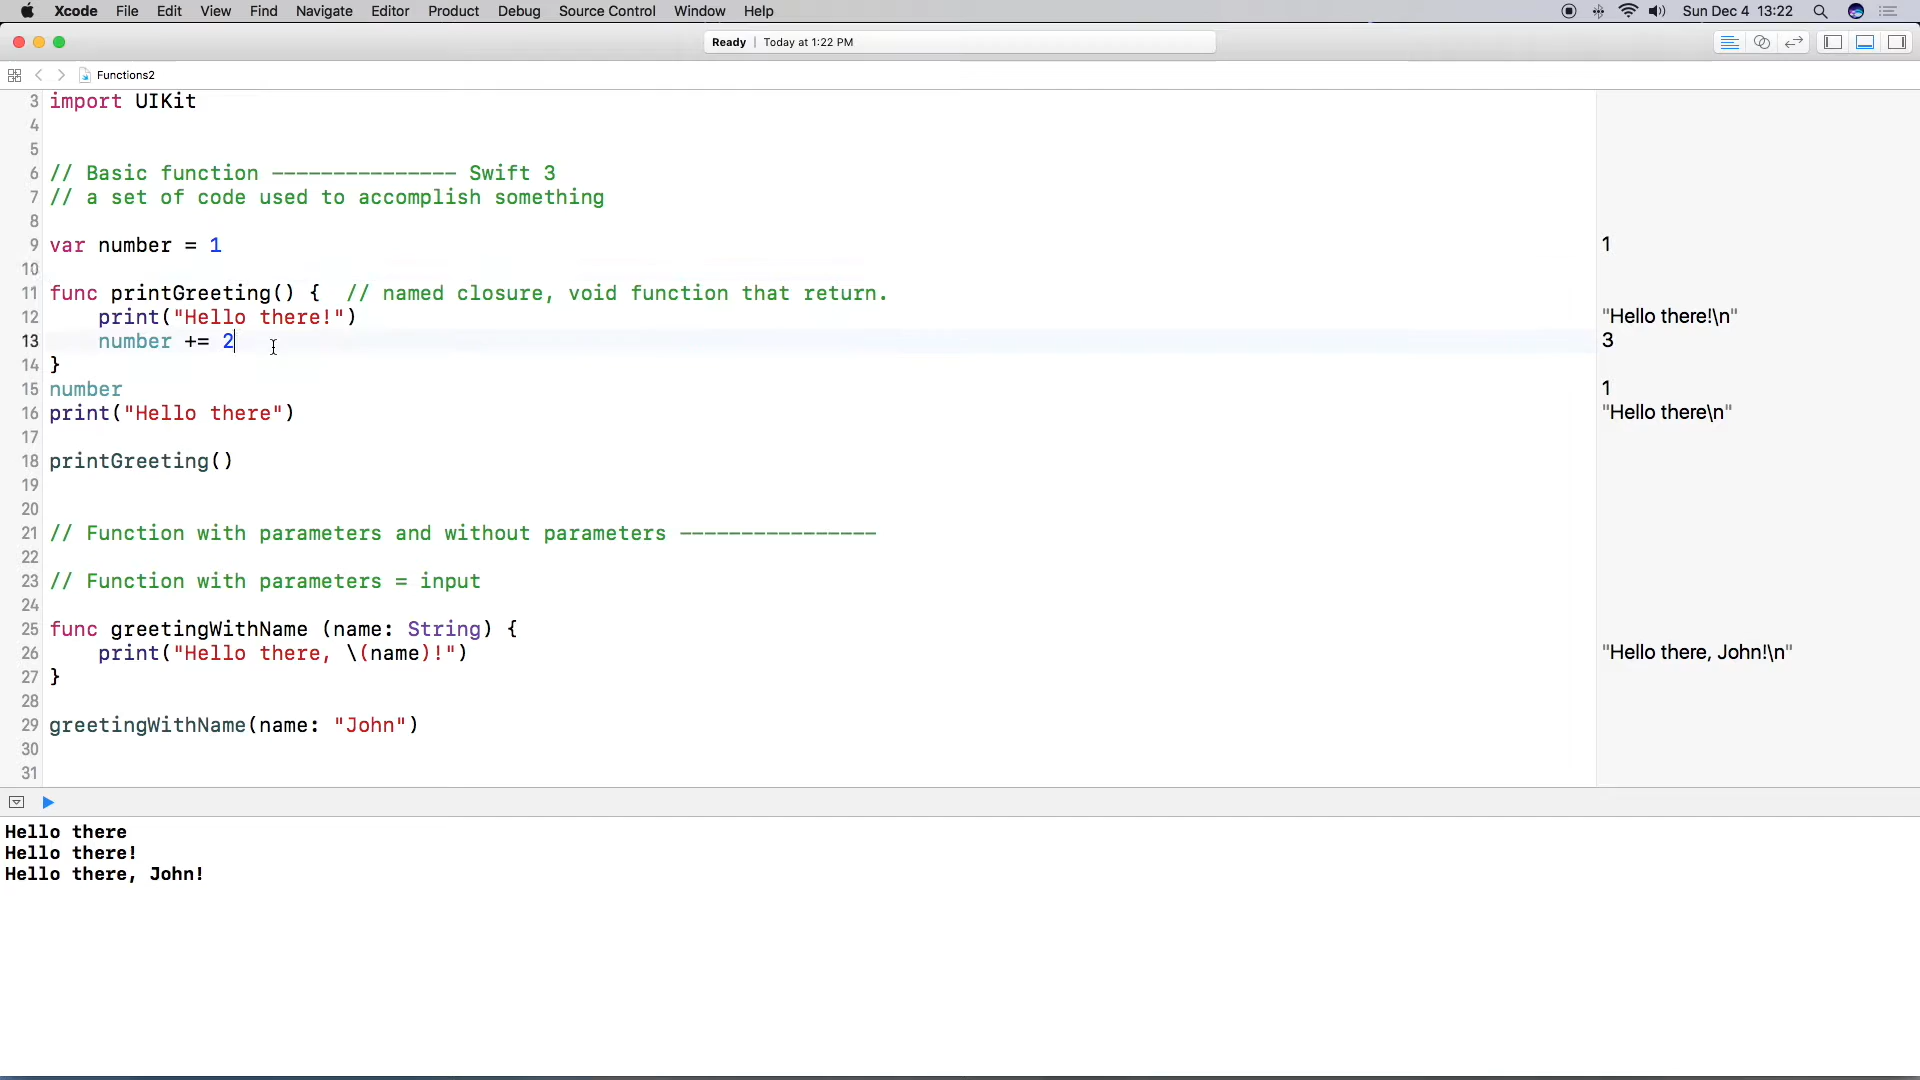 Xcode File Edit View Find Navigate Editor Product Debug Source Control Window Help Sun Dec 4 13:22
Ready | Today at 1:22 PM
Functions2
3 import UIKit
4
5
6 // Basic function --------------- Swift 3
7 // a set of code used to accomplish something
8
9 var number = 1 1
10
11 func printGreeting() { // named closure, void function that return.
12 print("Hello there!") "Hello there!\n"
13 number += 2 3
14 }
15 number 1
16 print("Hello there") "Hello there\n"
17
18 printGreeting()
19
20
21 // Function with parameters and without parameters ----------------
22
23 // Function with parameters = input
24
25 func greetingWithName (name: String) {
26 print("Hello there, \(name)!") "Hello there, John!\n"
27 }
28
29 greetingWithName(name: "John")
30
31
Hello there
Hello there!
Hello there, John!